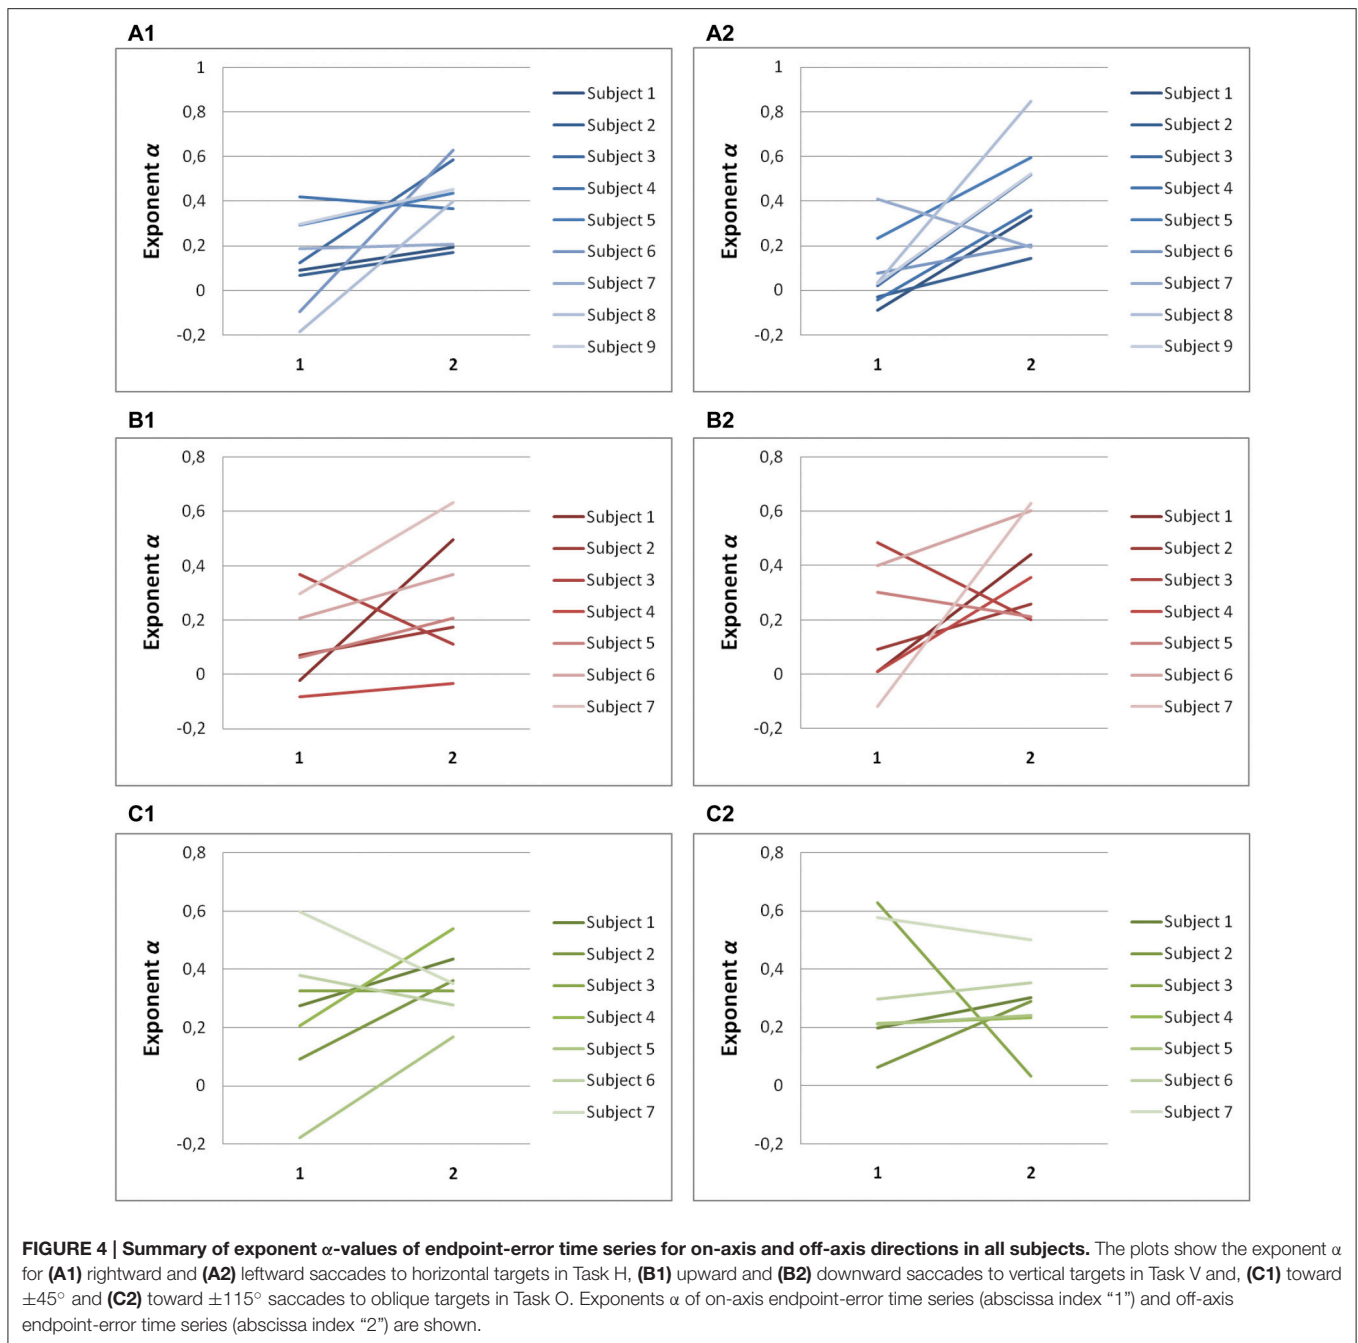 A1
A2
Exponent α
1
0,8
0,6
0,4
0,2
0
-0,2
1 2
Subject 1
Subject 2
Subject 3
Subject 4
Subject 5
Subject 6
Subject 7
Subject 8
Subject 9
Exponent α
1
0,8
0,6
0,4
0,2
0
-0,2
1 2
Subject 1
Subject 2
Subject 3
Subject 4
Subject 5
Subject 6
Subject 7
Subject 8
Subject 9
B1
B2
Exponent α
0,8
0,6
0,4
0,2
0
-0,2
1 2
Subject 1
Subject 2
Subject 3
Subject 4
Subject 5
Subject 6
Subject 7
Exponent α
0,8
0,6
0,4
0,2
0
-0,2
1 2
Subject 1
Subject 2
Subject 3
Subject 4
Subject 5
Subject 6
Subject 7
C1
C2
Exponent α
0,8
0,6
0,4
0,2
0
-0,2
1 2
Subject 1
Subject 2
Subject 3
Subject 4
Subject 5
Subject 6
Subject 7
Exponent α
0,8
0,6
0,4
0,2
0
-0,2
1 2
Subject 1
Subject 2
Subject 3
Subject 4
Subject 5
Subject 6
Subject 7
FIGURE 4 | Summary of exponent α-values of endpoint-error time series for on-axis and off-axis directions in all subjects. The plots show the exponent α
for (A1) rightward and (A2) leftward saccades to horizontal targets in Task H, (B1) upward and (B2) downward saccades to vertical targets in Task V and, (C1) toward
±45° and (C2) toward ±115° saccades to oblique targets in Task O. Exponents α of on-axis endpoint-error time series (abscissa index “1”) and off-axis
endpoint-error time series (abscissa index “2”) are shown.